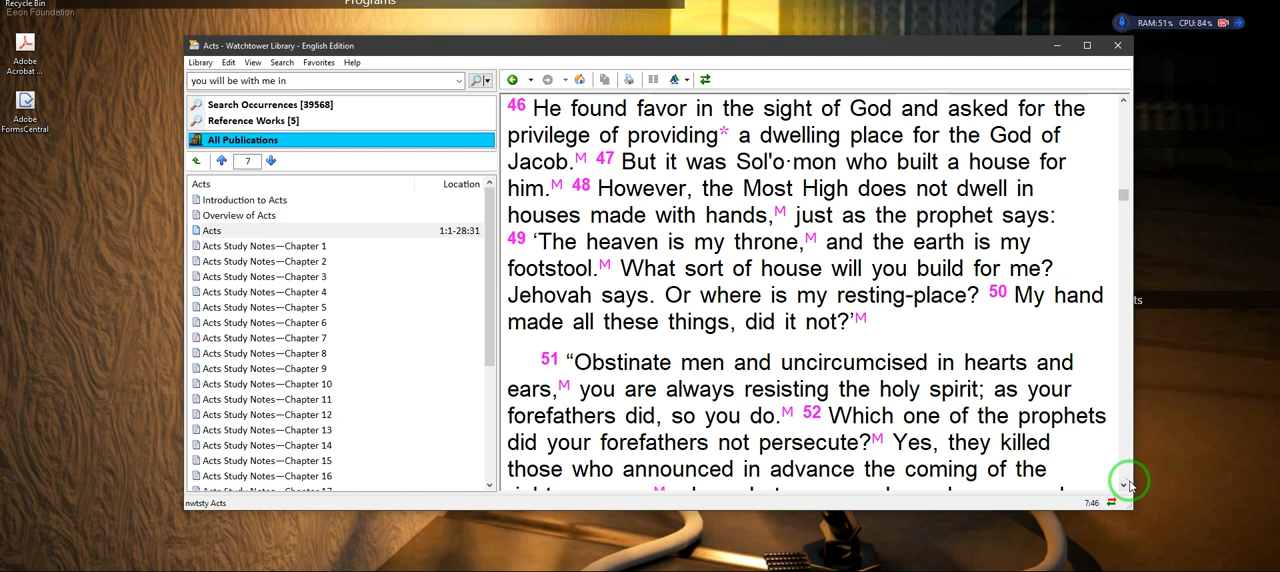 Recycle Bin
Eeon Foundation
Programs
Adobe
Acrobat ...
Adobe
FormsCentral
RAM:51% CPU:84%
Acts - Watchtower Library - English Edition
Library Edit View Search Favorites Help
you will be with me in
Search Occurrences [39568]
Reference Works [5]
All Publications
7
Acts Location
Introduction to Acts
Overview of Acts
Acts 1:1-28:31
Acts Study Notes—Chapter 1
Acts Study Notes—Chapter 2
Acts Study Notes—Chapter 3
Acts Study Notes—Chapter 4
Acts Study Notes—Chapter 5
Acts Study Notes—Chapter 6
Acts Study Notes—Chapter 7
Acts Study Notes—Chapter 8
Acts Study Notes—Chapter 9
Acts Study Notes—Chapter 10
Acts Study Notes—Chapter 11
Acts Study Notes—Chapter 12
Acts Study Notes—Chapter 13
Acts Study Notes—Chapter 14
Acts Study Notes—Chapter 15
Acts Study Notes—Chapter 16
Acts Study Notes—Chapter 17
46 He found favor in the sight of God and asked for the
privilege of providing* a dwelling place for the God of
Jacob.M 47 But it was Sol'o·mon who built a house for
him.M 48 However, the Most High does not dwell in
houses made with hands,M just as the prophet says:
49 ‘The heaven is my throne,M and the earth is my
footstool.M What sort of house will you build for me?
Jehovah says. Or where is my resting-place? 50 My hand
made all these things, did it not?’M
51 “Obstinate men and uncircumcised in hearts and
ears,M you are always resisting the holy spirit; as your
forefathers did, so you do.M 52 Which one of the prophets
did your forefathers not persecute?M Yes, they killed
those who announced in advance the coming of the
ts
nwtsty Acts
7:46